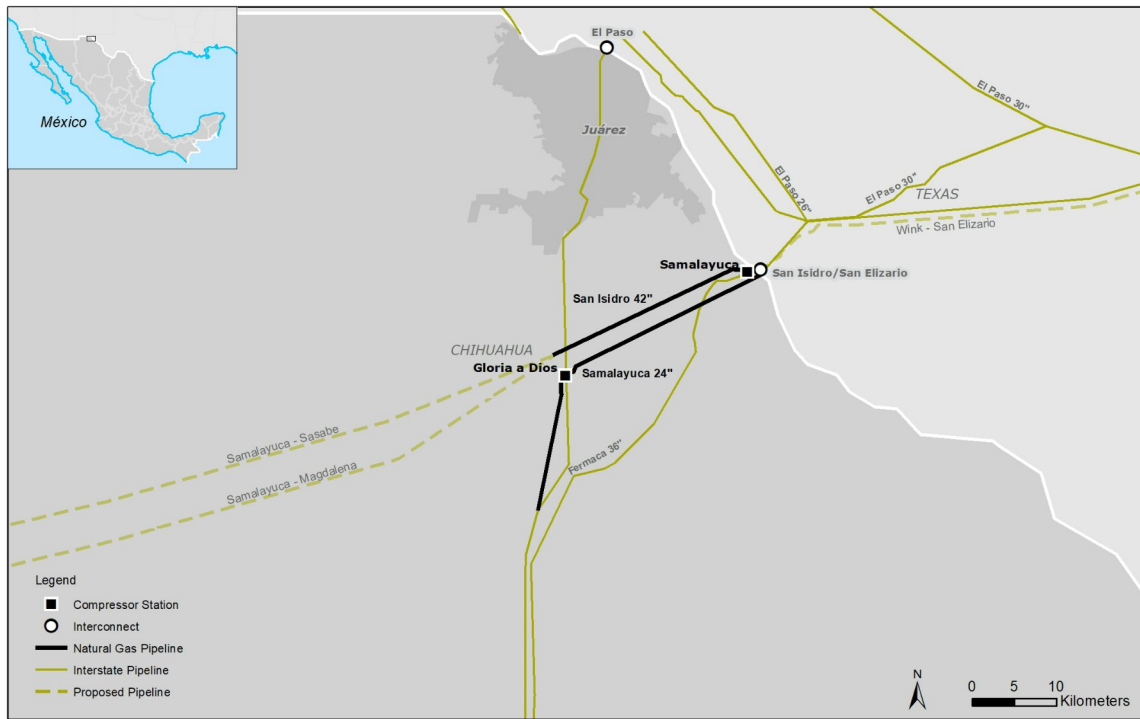 México
El Paso
Juárez
El Paso 30"
El Paso 26"
El Paso 30"
TEXAS
Wink - San Elizario
Samalayuca
San Isidro/San Elizario
San Isidro 42"
CHIHUAHUA
Gloria a Dios
Samalayuca 24"
Samalayuca - Sasabe
Fermaca 36"
Samalayuca - Magdalena
Legend
Compressor Station
Interconnect
Natural Gas Pipeline
Interstate Pipeline
Proposed Pipeline
N
0 5 10
Kilometers